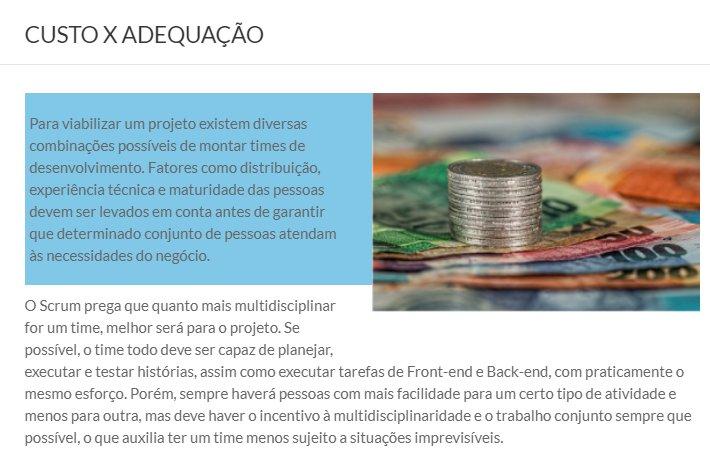 CUSTO X ADEQUAÇÃO
Para viabilizar um projeto existem diversas
combinações possíveis de montar times de
desenvolvimento. Fatores como distribuição,
experiência técnica e maturidade das pessoas
devem ser levados em conta antes de garantir
que determinado conjunto de pessoas atendam
às necessidades do negócio.
100
O Scrum prega que quanto mais multidisciplinar
for um time, melhor será para o projeto. Se
possível, o time todo deve ser capaz de planejar,
executar e testar histórias, assim como executar tarefas de Front-end e Back-end, com praticamente o
mesmo esforço. Porém, sempre haverá pessoas com mais facilidade para um certo tipo de atividade e
menos para outra, mas deve haver o incentivo à multidisciplinaridade e o trabalho conjunto sempre que
possível, o que auxilia ter um time menos sujeito a situações imprevisíveis.